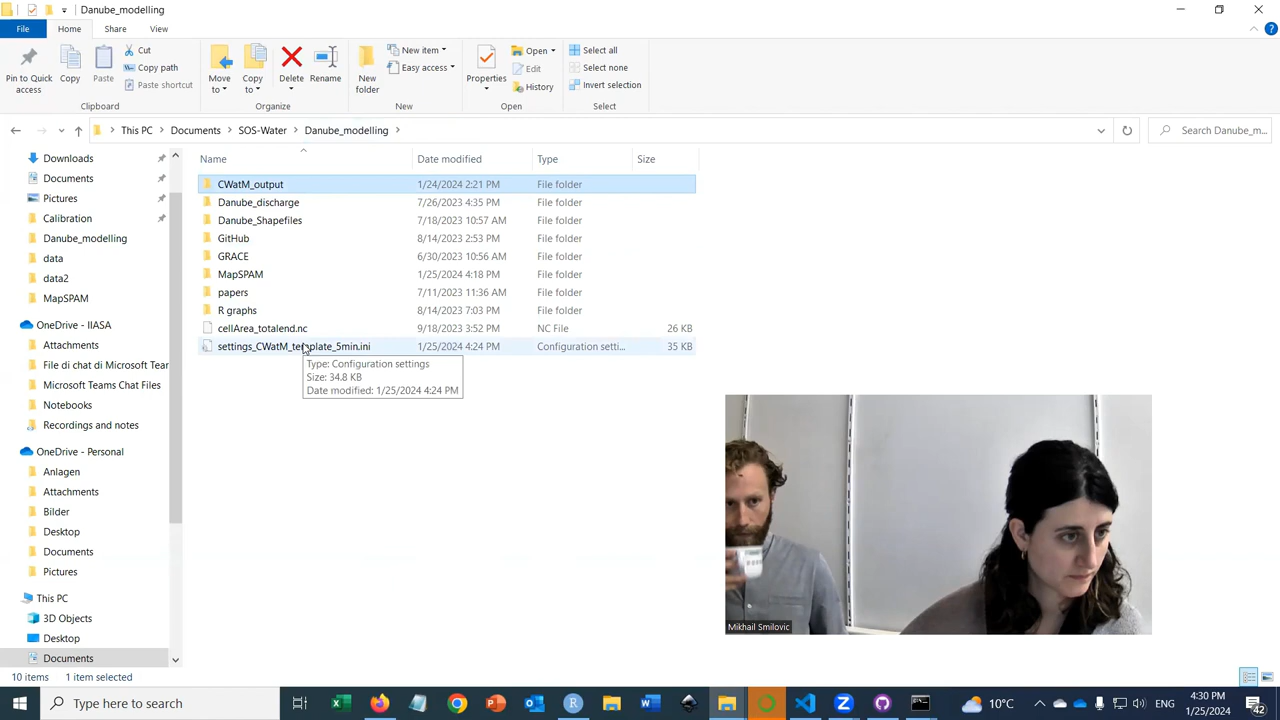 Danube_modelling
File
Home
Share
View
Pin to Quick access
Copy
Paste
Cut
Copy path
Paste shortcut
Clipboard
Move to
Copy to
Delete
Rename
Organize
New folder
New item
Easy access
New
Properties
Open
Edit
History
Open
Select all
Select none
Invert selection
Select
This PC > Documents > SOS-Water > Danube_modelling >
Search Danube_m...
Downloads
Documents
Pictures
Calibration
Danube_modelling
data
data2
MapSPAM
OneDrive - IIASA
Attachments
File di chat di Microsoft Tear
Microsoft Teams Chat Files
Notebooks
Recordings and notes
OneDrive - Personal
Anlagen
Attachments
Bilder
Desktop
Documents
Pictures
This PC
3D Objects
Desktop
Documents
Name Date modified Type Size
CWatM_output 1/24/2024 2:21 PM File folder
Danube_discharge 7/26/2023 4:35 PM File folder
Danube_Shapefiles 7/18/2023 10:57 AM File folder
GitHub 8/14/2023 2:53 PM File folder
GRACE 6/30/2023 10:56 AM File folder
MapSPAM 1/25/2024 4:18 PM File folder
papers 7/11/2023 11:36 AM File folder
R graphs 8/14/2023 7:03 PM File folder
cellArea_totalend.nc 9/18/2023 3:52 PM NC File 26 KB
settings_CWatM_template_5min.ini 1/25/2024 4:24 PM Configuration setti... 35 KB
Type: Configuration settings
Size: 34.8 KB
Date modified: 1/25/2024 4:24 PM
Mikhail Smilovic
10 items 1 item selected
Type here to search
10°C
ENG
4:30 PM
1/25/2024
42